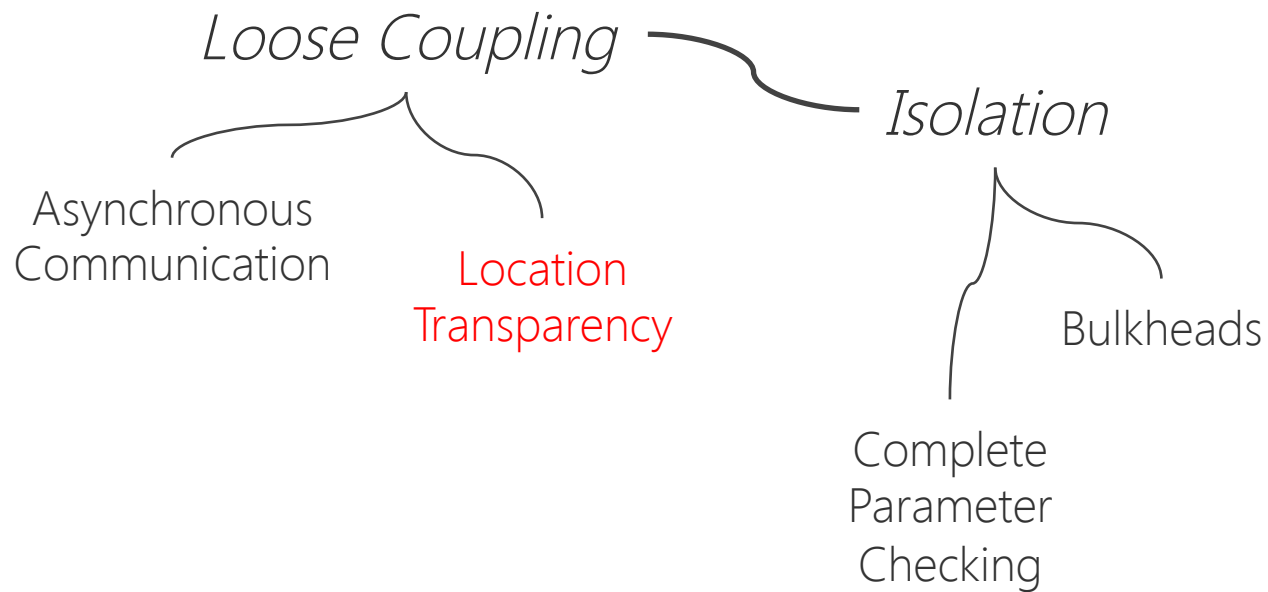 Loose Coupling
Isolation
Asynchronous
Communication
Location
Transparency
Bulkheads
Complete
Parameter
Checking